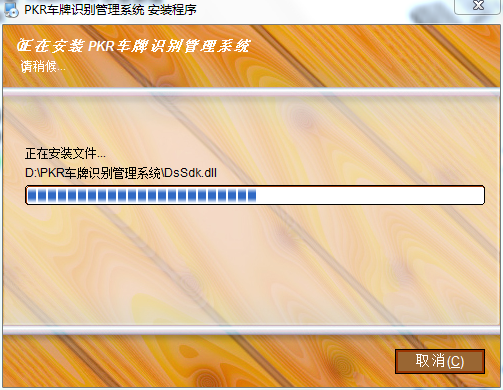 PKR车牌识别管理系统 安装程序
正在安装 PKR车牌识别管理系统
请稍候...
正在安装文件...
D:\PKR车牌识别管理系统\DsSdk.dll
取消(C)